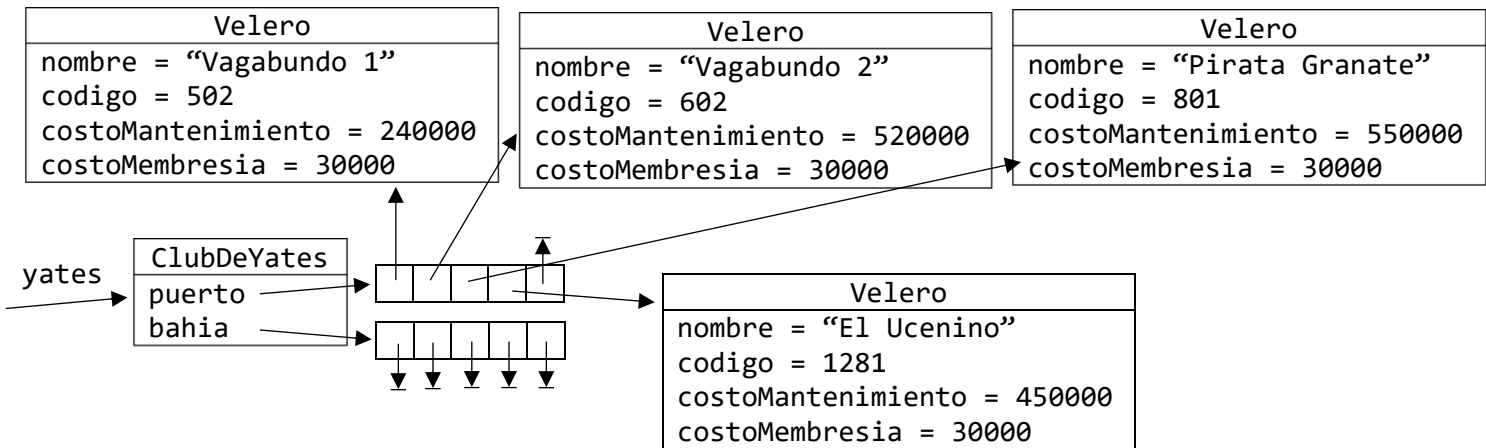 Velero
nombre = “Vagabundo 1”
codigo = 502
costoMantenimiento = 240000
costoMembresia = 30000
Velero
nombre = “Vagabundo 2”
codigo = 602
costoMantenimiento = 520000
costoMembresia = 30000
Velero
nombre = “Pirata Granate”
codigo = 801
costoMantenimiento = 550000
costoMembresia = 30000
yates
ClubDeYates
puerto
bahia
Velero
nombre = “El Ucenino”
codigo = 1281
costoMantenimiento = 450000
costoMembresia = 30000